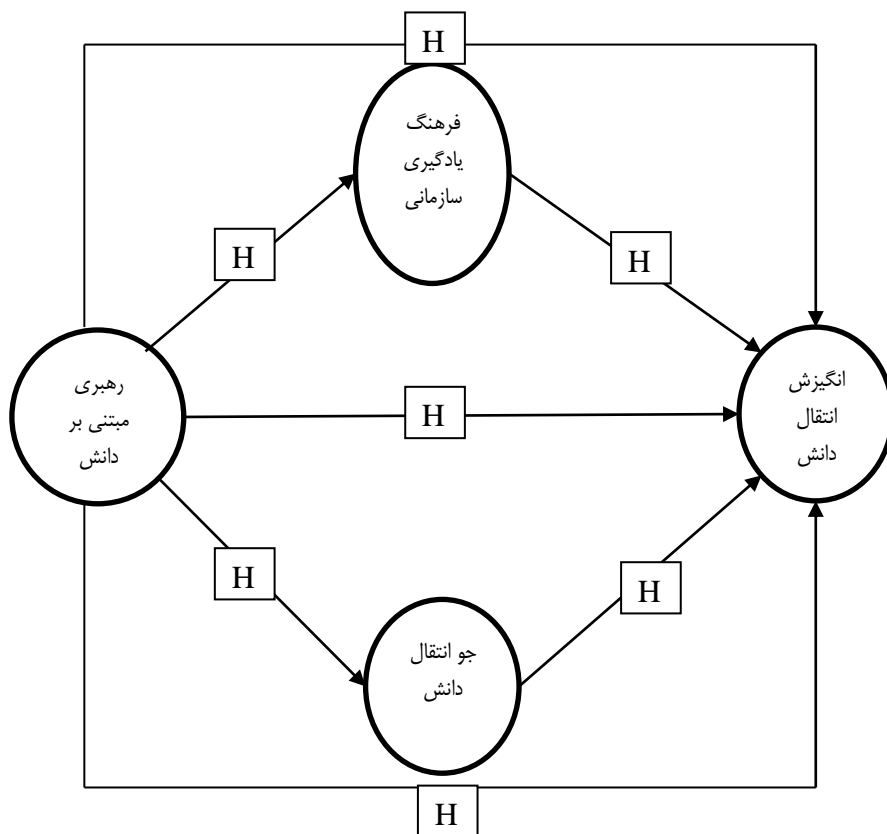 H
فرهنگ
یادگیری
سازمانی
H
H
رهبری
مبتنی بر
دانش
H
انگیزش
انتقال
دانش
H
H
جو انتقال
دانش
H